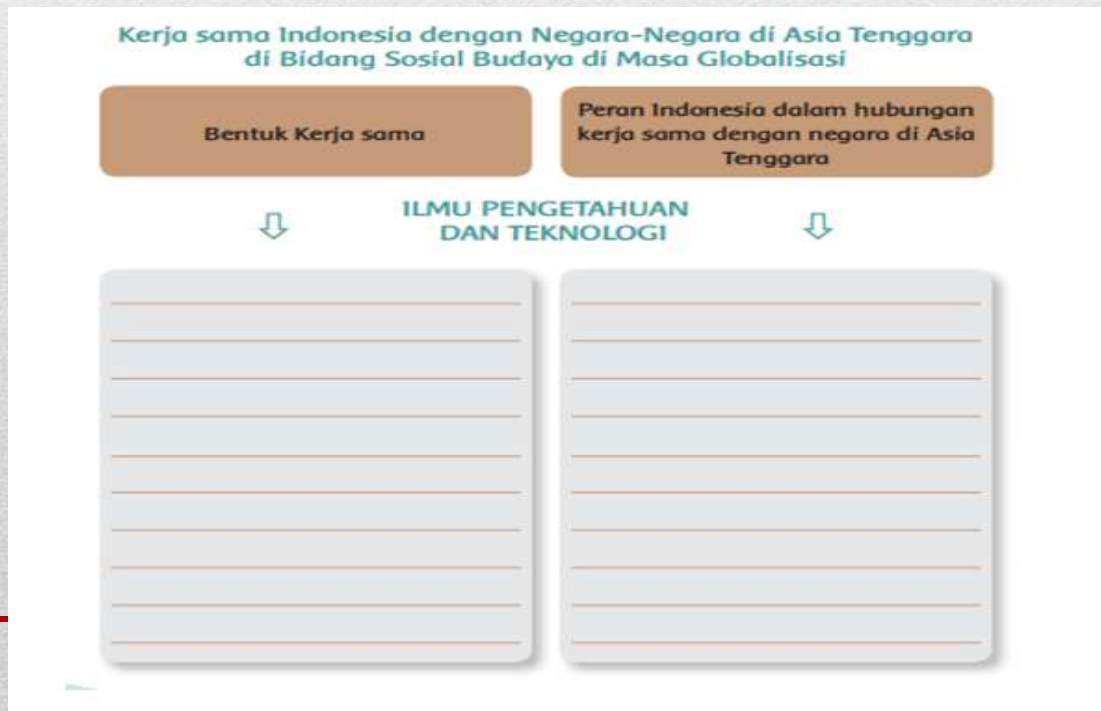 Kerja sama Indonesia dengan Negara-Negara di Asia Tenggara
di Bidang Sosial Budaya di Masa Globalisasi
Bentuk Kerja sama
Peran Indonesia dalam hubungan
kerja sama dengan negara di Asia
Tenggara
ILMU PENGETAHUAN
DAN TEKNOLOGI